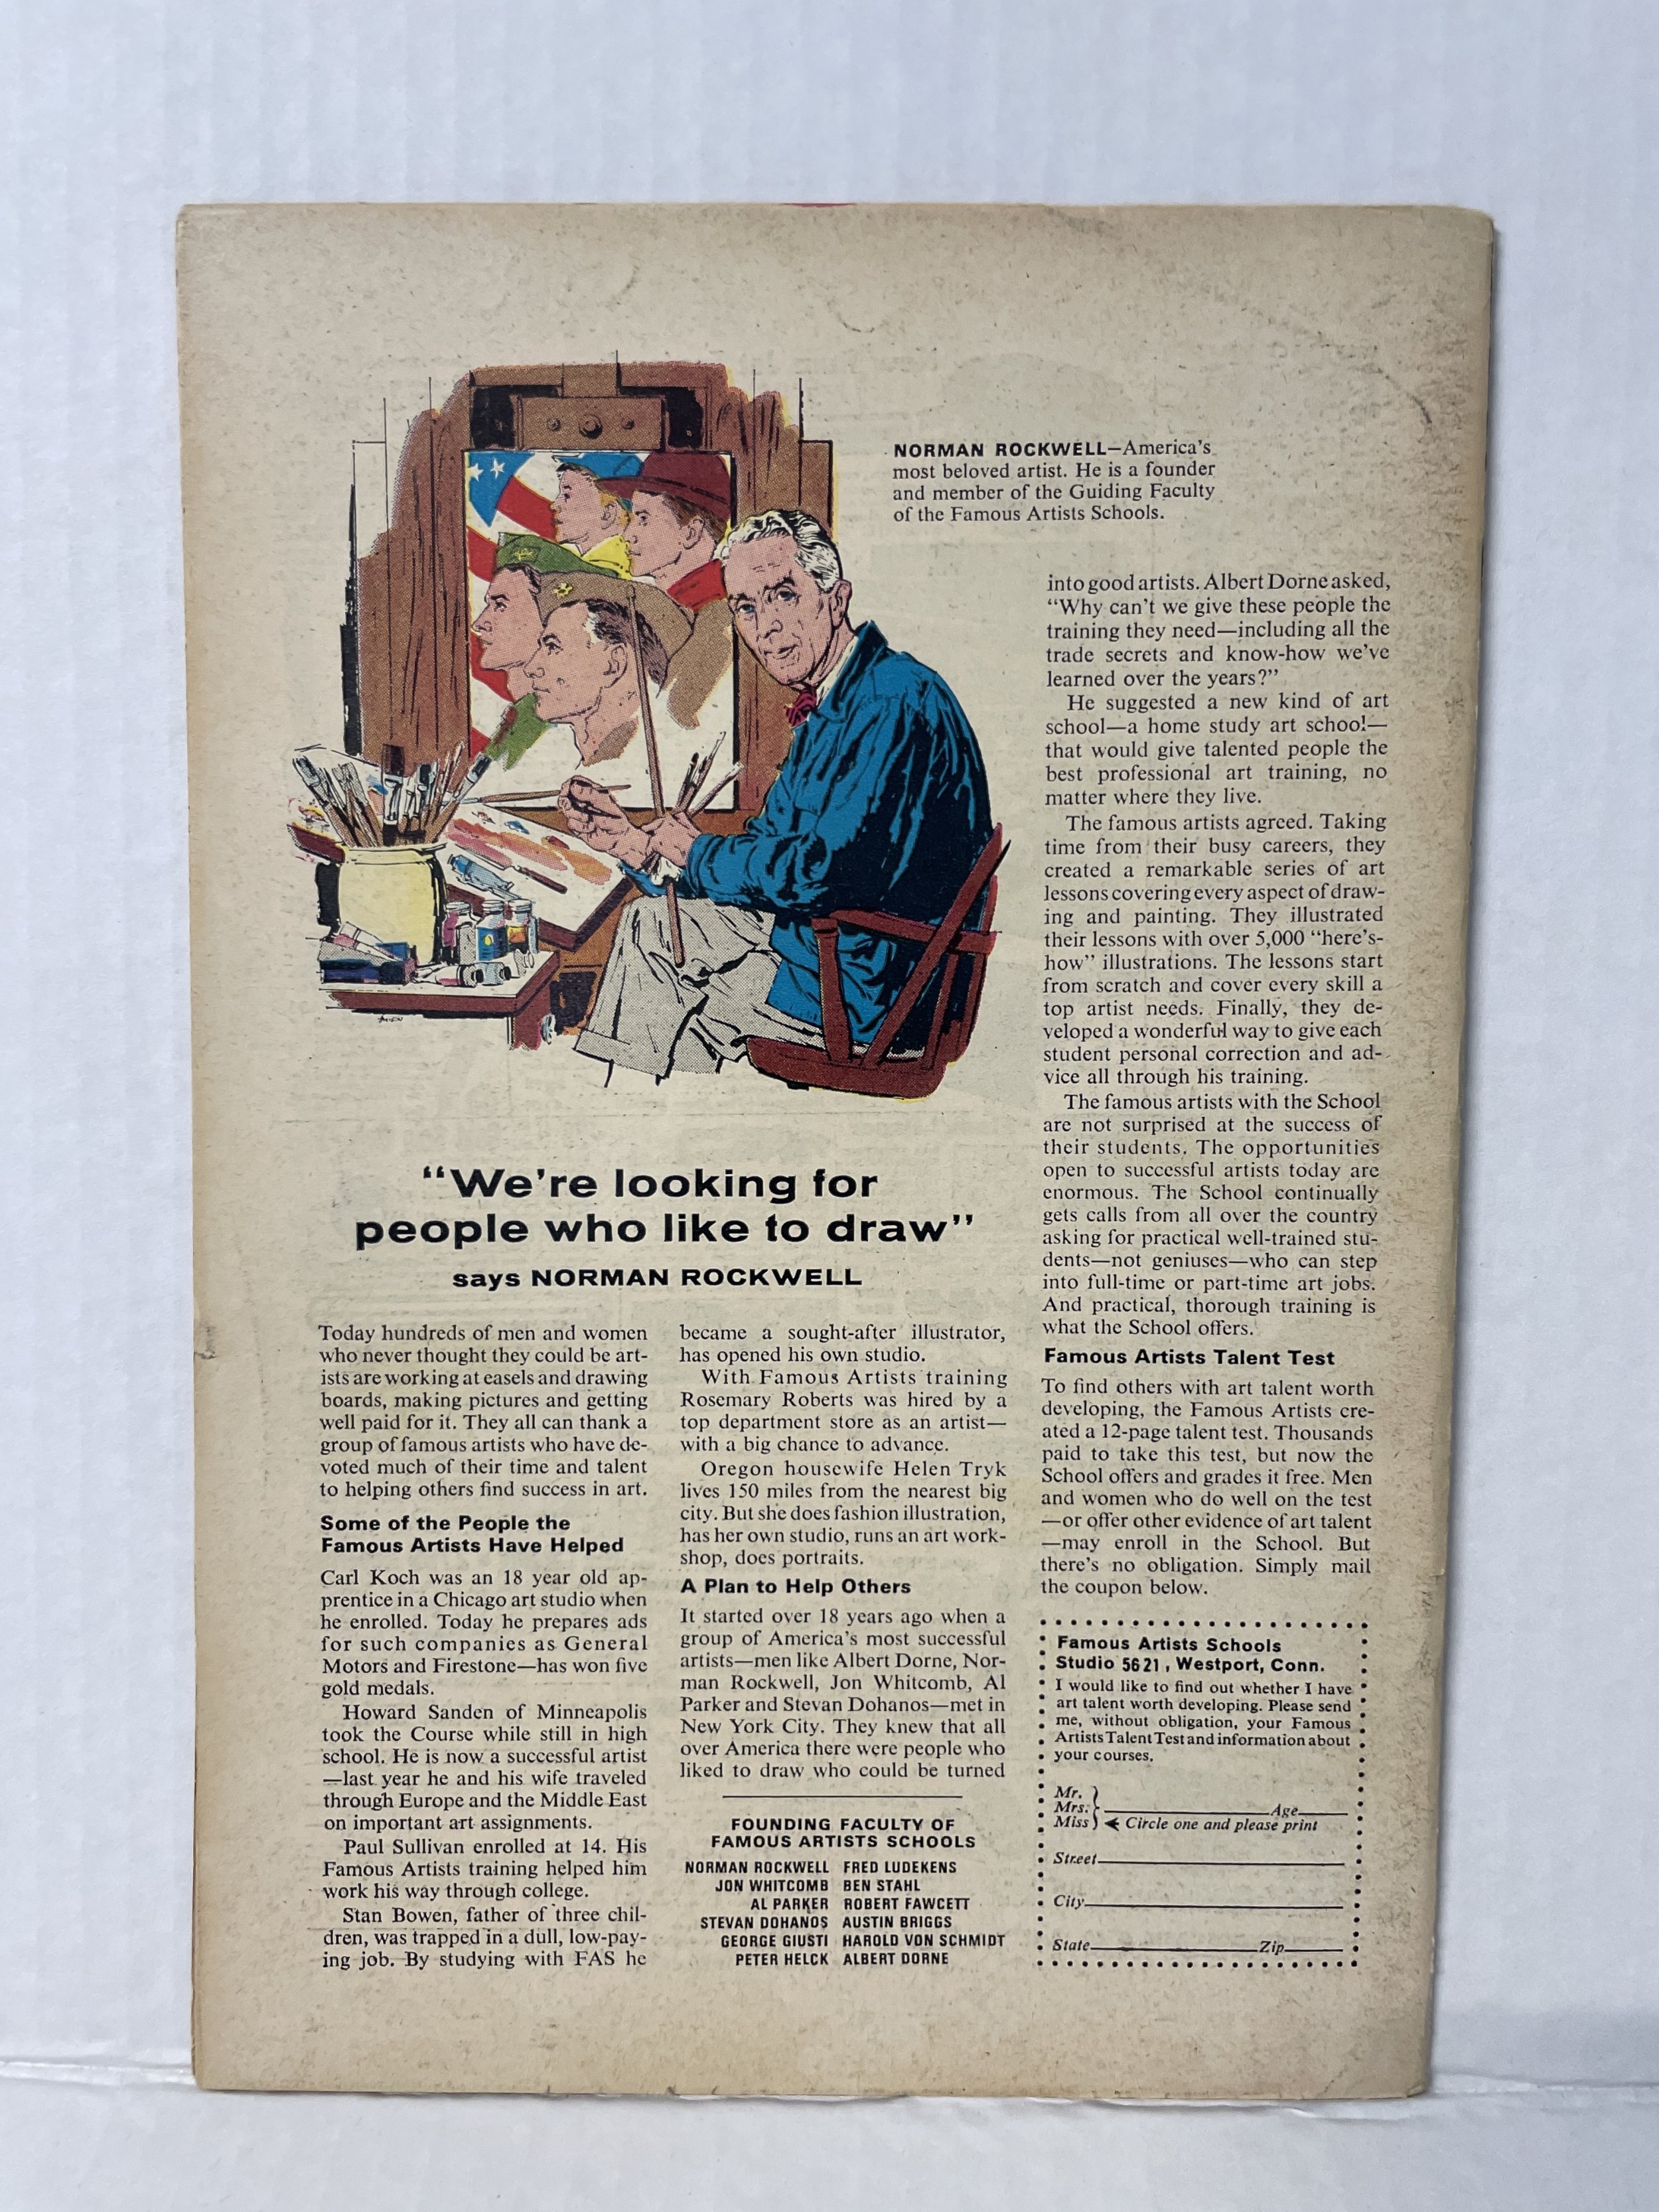 NORMAN ROCKWELL—America's
most beloved artist. He is a founder
and member of the Guiding Faculty
of the Famous Artists Schools.
"We're looking for
people who like to draw"
says NORMAN ROCKWELL
Today hundreds of men and women
who never thought they could be art-
ists are working at easels and drawing
boards, making pictures and getting
well paid for it. They all can thank a
group of famous artists who have de-
voted much of their time and talent
to helping others find success in art.
Some of the People the
Famous Artists Have Helped
Carl Koch was an 18 year old ap-
prentice in a Chicago art studio when
he enrolled. Today he prepares ads
for such companies as General
Motors and Firestone—has won five
gold medals.
Howard Sanden of Minneapolis
took the Course while still in high
school. He is now a successful artist
—last year he and his wife traveled
through Europe and the Middle East
on important art assignments.
Paul Sullivan enrolled at 14. His
Famous Artists training helped him
work his way through college.
Stan Bowen, father of three chil-
dren, was trapped in a dull, low-pay-
ing job. By studying with FAS he
became a sought-after illustrator,
has opened his own studio.
With Famous Artists training
Rosemary Roberts was hired by a
top department store as an artist—
with a big chance to advance.
Oregon housewife Helen Tryk
lives 150 miles from the nearest big
city. But she does fashion illustration,
has her own studio, runs an art work-
shop, does portraits.
A Plan to Help Others
It started over 18 years ago when a
group of America's most successful
artists—men like Albert Dorne, Nor-
man Rockwell, Jon Whitcomb, Al
Parker and Stevan Dohanos—met in
New York City. They knew that all
over America there were people who
liked to draw who could be turned
into good artists. Albert Dorne asked,
"Why can't we give these people the
training they need—including all the
trade secrets and know-how we've
learned over the years?"
He suggested a new kind of art
school—a home study art school—
that would give talented people the
best professional art training, no
matter where they live.
The famous artists agreed. Taking
time from their busy careers, they
created a remarkable series of art
lessons covering every aspect of draw-
ing and painting. They illustrated
their lessons with over 5,000 "here's-
how" illustrations. The lessons start
from scratch and cover every skill a
top artist needs. Finally, they de-
veloped a wonderful way to give each
student personal correction and ad-
vice all through his training.
The famous artists with the School
are not surprised at the success of
their students. The opportunities
open to successful artists today are
enormous. The School continually
gets calls from all over the country
asking for practical well-trained stu-
dents—not geniuses—who can step
into full-time or part-time art jobs.
And practical, thorough training is
what the School offers.
Famous Artists Talent Test
To find others with art talent worth
developing, the Famous Artists cre-
ated a 12-page talent test. Thousands
paid to take this test, but now the
School offers and grades it free. Men
and women who do well on the test
—or offer other evidence of art talent
—may enroll in the School. But
there's no obligation. Simply mail
the coupon below.
FOUNDING FACULTY OF
FAMOUS ARTISTS SCHOOLS
NORMAN ROCKWELL FRED LUDEKENS
JON WHITCOMB BEN STAHL
AL PARKER ROBERT FAWCETT
STEVAN DOHANOS AUSTIN BRIGGS
GEORGE GIUSTI HAROLD VON SCHMIDT
PETER HELCK ALBERT DORNE
Famous Artists Schools
Studio 5621, Westport, Conn.
I would like to find out whether I have
art talent worth developing. Please send
me, without obligation, your Famous
Artists Talent Test and information about
your courses.
Mr.
Mrs. Age
Miss Circle one and please print
Street
City
State Zip